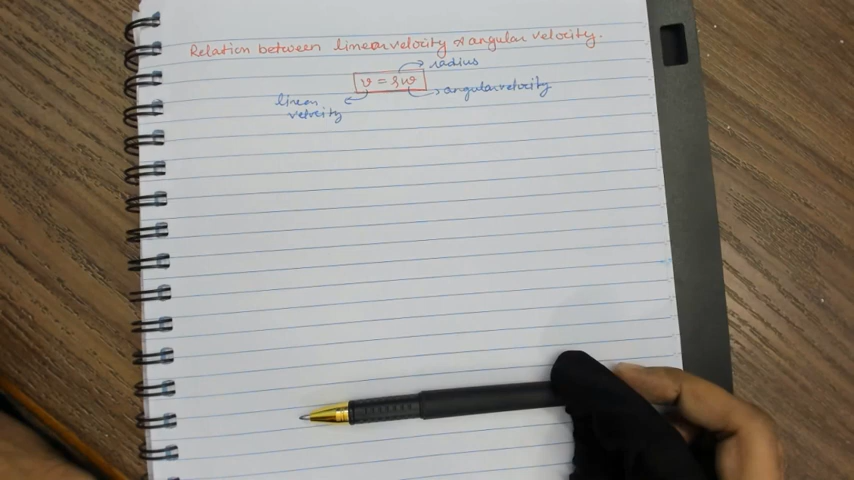 Relation between linear velocity & angular velocity.
radius
v = rω
angular velocity
linear
velocity